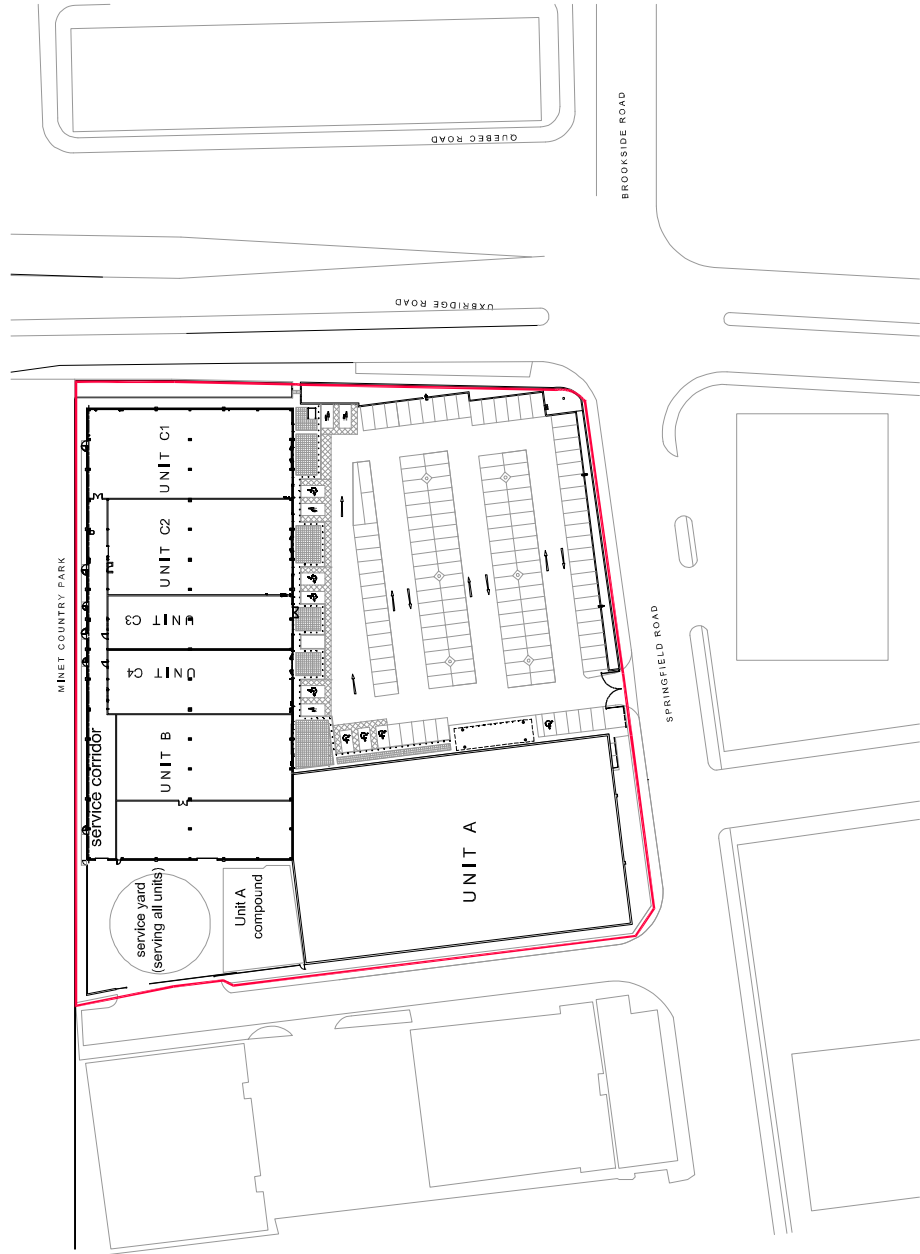 QUEBEC ROAD
BROOKSIDE ROAD
UXBRIDGE ROAD
MINET COUNTRY PARK
UNIT C1
UNIT C2
UNIT C3
UNIT C4
UNIT B
service corridor
SPRINGFIELD ROAD
UNIT A
service yard
(serving all units)
Unit A
compound